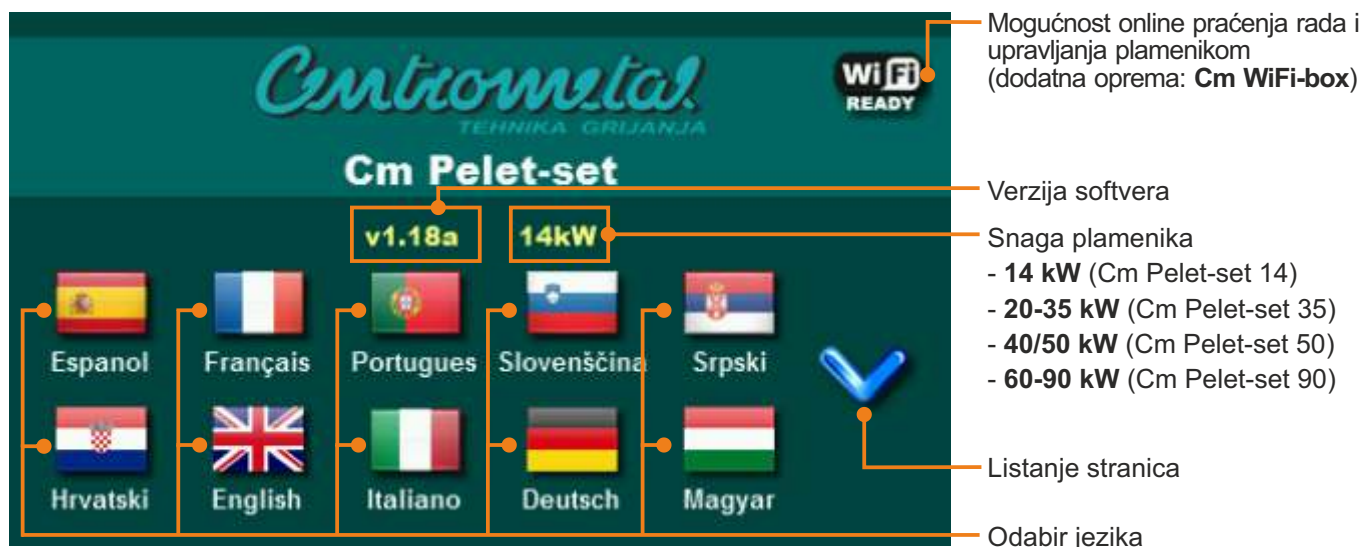 Centrometal
TEHNIKA GRIJANJA
WiFi
READY
Cm Pelet-set
v1.18a
14kW
Espanol
Français
Portugues
Slovenščina
Srpski
Hrvatski
English
Italiano
Deutsch
Magyar
Mogućnost online praćenja rada i
upravljanja plamenikom
(dodatna oprema: Cm WiFi-box)
Verzija softvera
Snaga plamenika
- 14 kW (Cm Pelet-set 14)
- 20-35 kW (Cm Pelet-set 35)
- 40/50 kW (Cm Pelet-set 50)
- 60-90 kW (Cm Pelet-set 90)
Listanje stranica
Odabir jezika